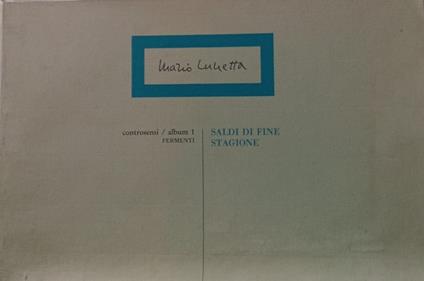 Mario Lunetta
controsensi / album 1
FERMENTI
SALDI DI FINE
STAGIONE